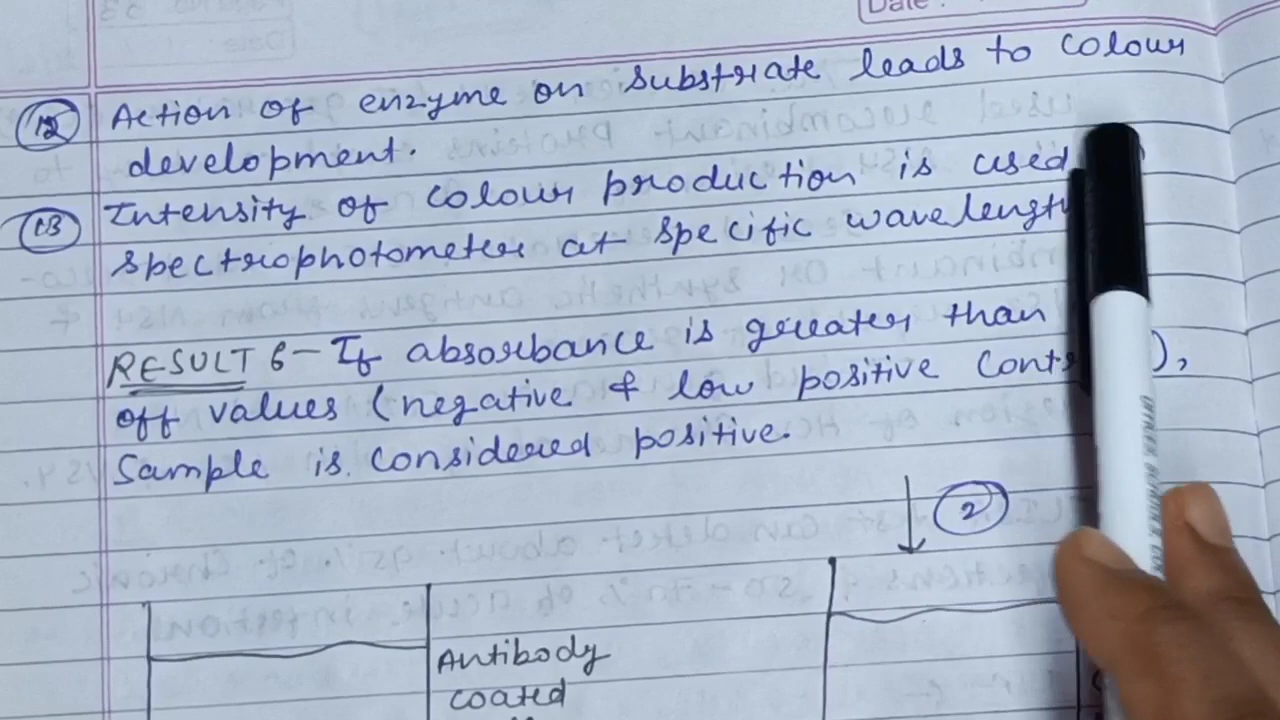 Date :
12 Action of enzyme on substrate leads to colour
development.
13 Intensity of colour production is used
spectrophotometer at specific wavelength
RESULT :- If absorbance is greater than
off values (negative & low positive Cont ),
Sample is considered positive.
2
Antibody
coated